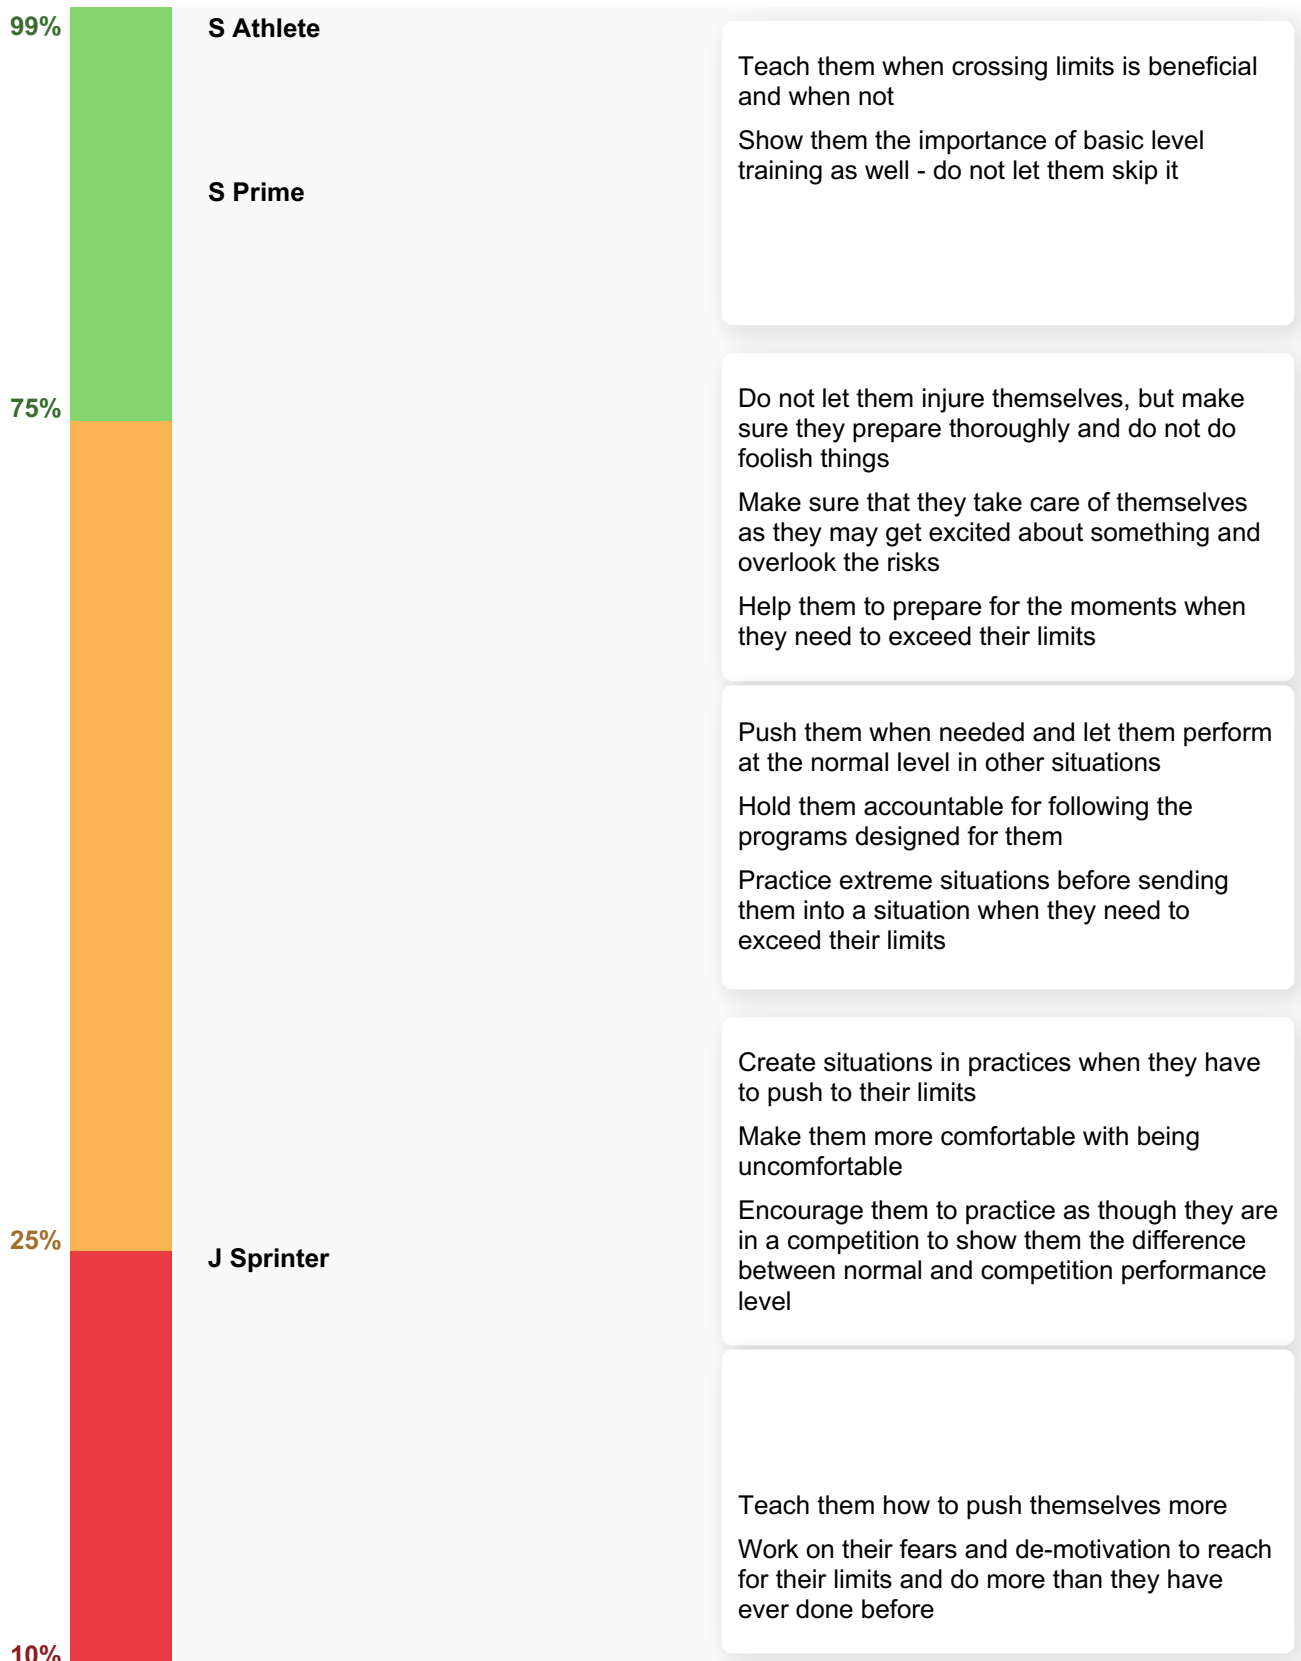 99%
S Athlete
Teach them when crossing limits is beneficial
and when not
Show them the importance of basic level
training as well - do not let them skip it
S Prime
75%
Do not let them injure themselves, but make
sure they prepare thoroughly and do not do
foolish things
Make sure that they take care of themselves
as they may get excited about something and
overlook the risks
Help them to prepare for the moments when
they need to exceed their limits
Push them when needed and let them perform
at the normal level in other situations
Hold them accountable for following the
programs designed for them
Practice extreme situations before sending
them into a situation when they need to
exceed their limits
Create situations in practices when they have
to push to their limits
Make them more comfortable with being
uncomfortable
Encourage them to practice as though they are
in a competition to show them the difference
between normal and competition performance
level
25%
J Sprinter
Teach them how to push themselves more
Work on their fears and de-motivation to reach
for their limits and do more than they have
ever done before
10%